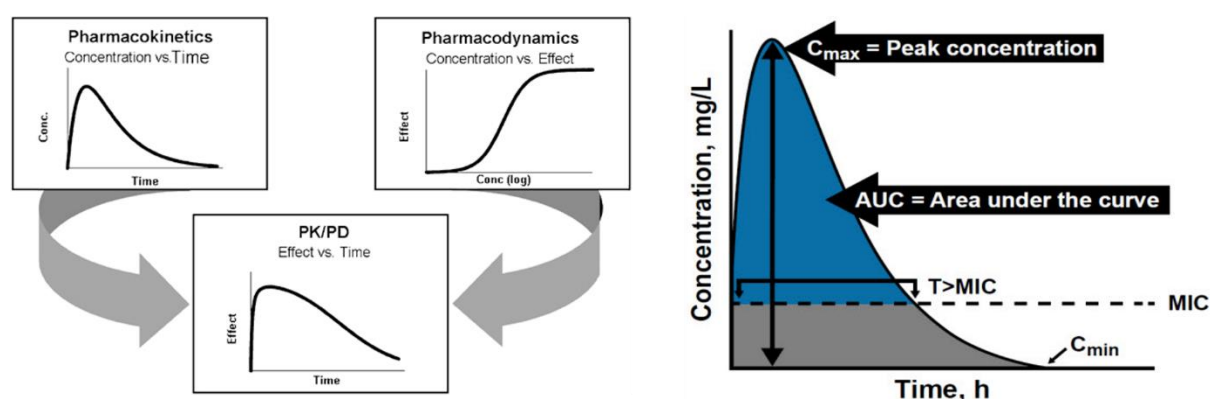 Pharmacokinetics
Concentration vs.Time
Conc.
Time
Pharmacodynamics
Concentration vs. Effect
Effect
Conc (log)
PK/PD
Effect vs. Time
Effect
Time
Concentration, mg/L
Cmax = Peak concentration
AUC = Area under the curve
T>MIC
MIC
Cmin
Time, h